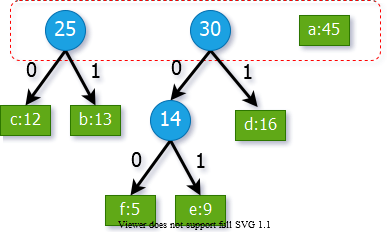 25
30
a:45
0
1
0
1
c:12
b:13
14
d:16
0
1
f:5
e:9
Viewer does not support full SVG 1.1